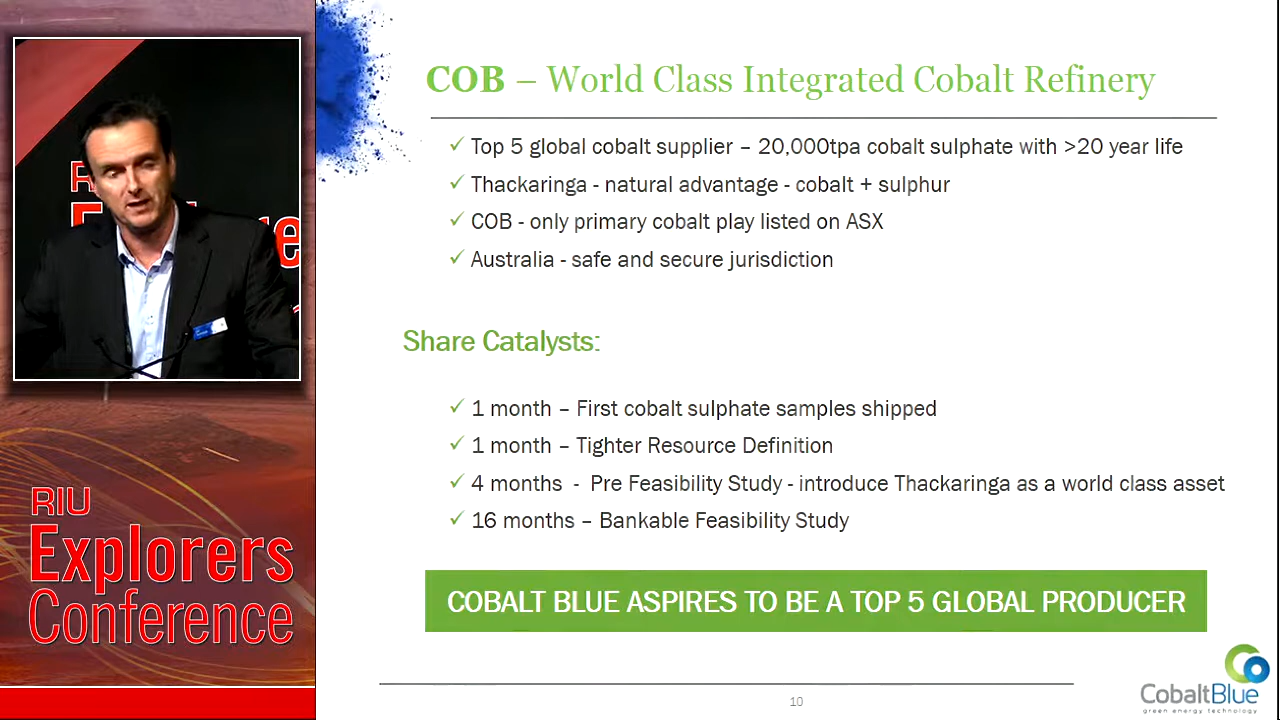 COB – World Class Integrated Cobalt Refinery
✓ Top 5 global cobalt supplier – 20,000tpa cobalt sulphate with >20 year life
✓ Thackaringa - natural advantage - cobalt + sulphur
✓ COB - only primary cobalt play listed on ASX
✓ Australia - safe and secure jurisdiction
Share Catalysts:
✓ 1 month – First cobalt sulphate samples shipped
✓ 1 month – Tighter Resource Definition
✓ 4 months - Pre Feasibility Study - introduce Thackaringa as a world class asset
✓ 16 months – Bankable Feasibility Study
COBALT BLUE ASPIRES TO BE A TOP 5 GLOBAL PRODUCER
10
CobaltBlue
green energy technology
RIU
Explorers
Conference